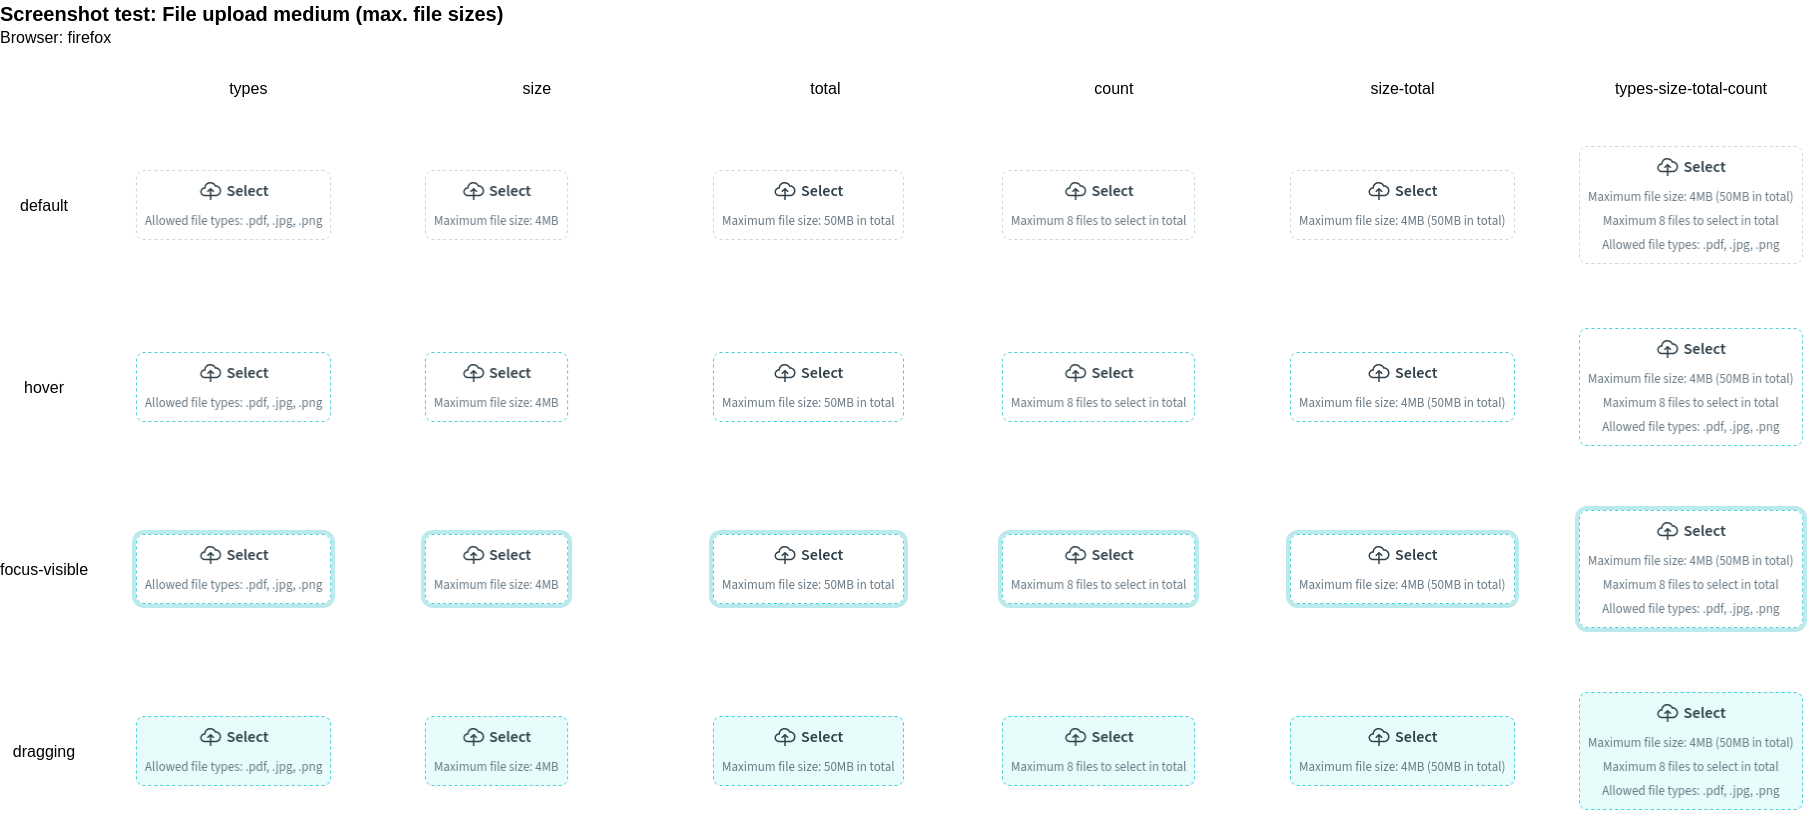 Screenshot test: File upload medium (max. file sizes)
Browser: firefox
types size total count size-total types-size-total-count
default
Select
Allowed file types: .pdf, .jpg, .png
Select
Maximum file size: 4MB
Select
Maximum file size: 50MB in total
Select
Maximum 8 files to select in total
Select
Maximum file size: 4MB (50MB in total)
Select
Maximum file size: 4MB (50MB in total)
Maximum 8 files to select in total
Allowed file types: .pdf, .jpg, .png
hover
Select
Allowed file types: .pdf, .jpg, .png
Select
Maximum file size: 4MB
Select
Maximum file size: 50MB in total
Select
Maximum 8 files to select in total
Select
Maximum file size: 4MB (50MB in total)
Select
Maximum file size: 4MB (50MB in total)
Maximum 8 files to select in total
Allowed file types: .pdf, .jpg, .png
focus-visible
Select
Allowed file types: .pdf, .jpg, .png
Select
Maximum file size: 4MB
Select
Maximum file size: 50MB in total
Select
Maximum 8 files to select in total
Select
Maximum file size: 4MB (50MB in total)
Select
Maximum file size: 4MB (50MB in total)
Maximum 8 files to select in total
Allowed file types: .pdf, .jpg, .png
dragging
Select
Allowed file types: .pdf, .jpg, .png
Select
Maximum file size: 4MB
Select
Maximum file size: 50MB in total
Select
Maximum 8 files to select in total
Select
Maximum file size: 4MB (50MB in total)
Select
Maximum file size: 4MB (50MB in total)
Maximum 8 files to select in total
Allowed file types: .pdf, .jpg, .png